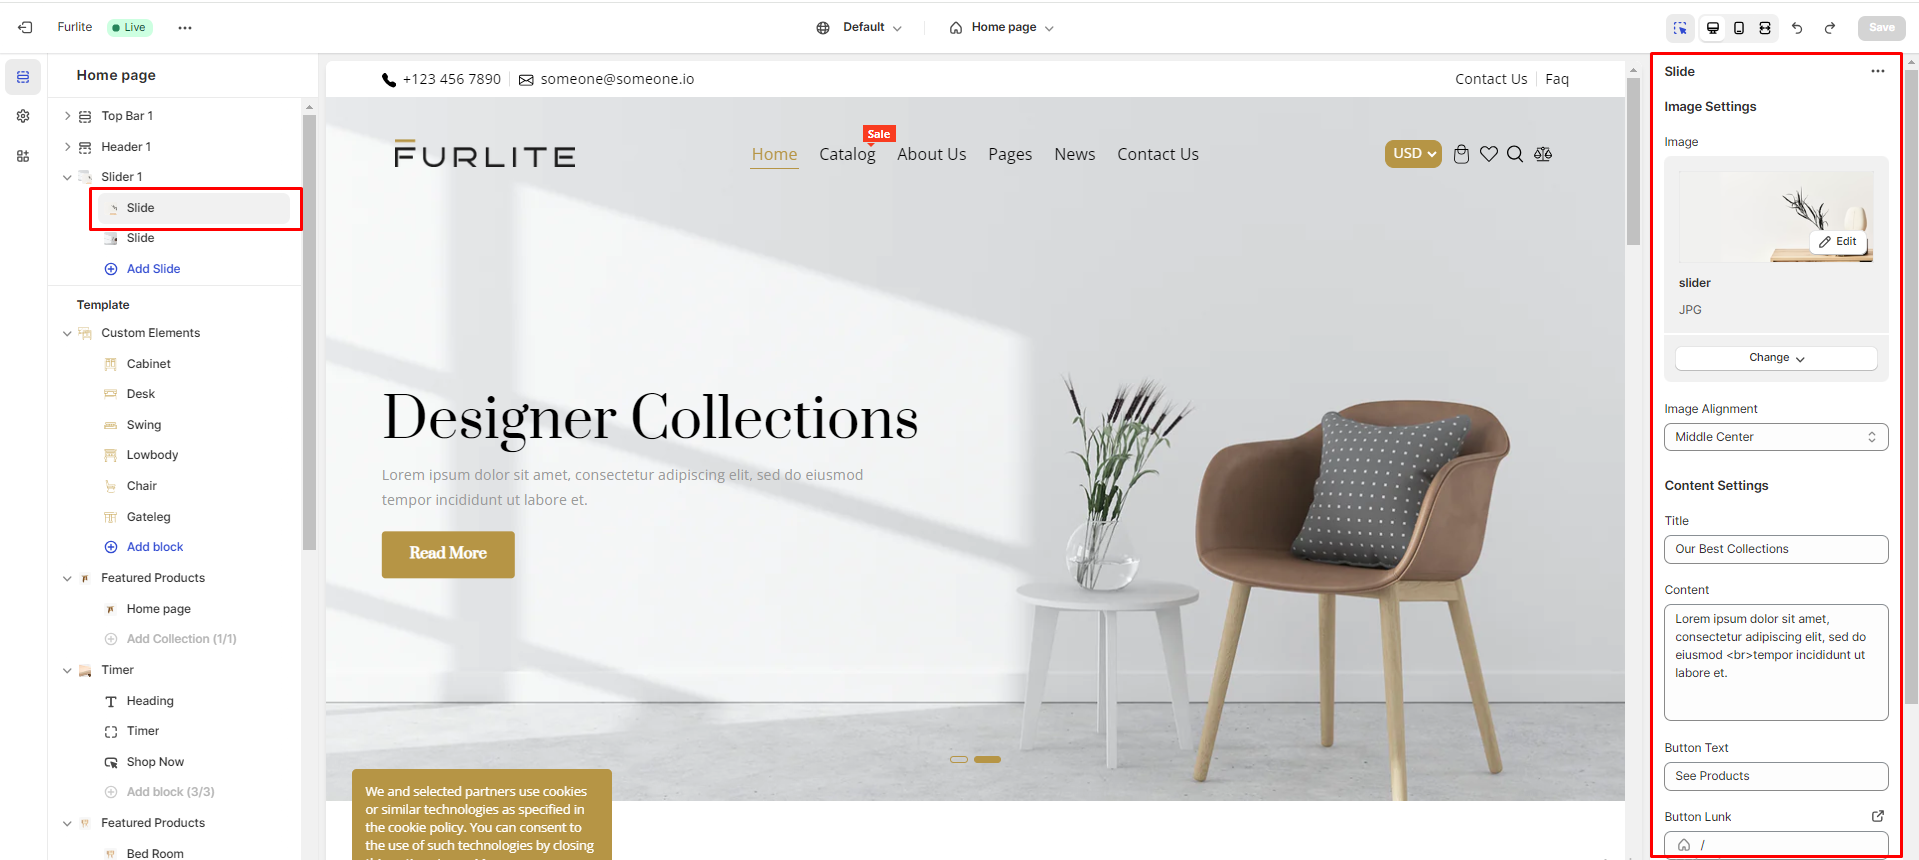 Furlite
Live
Default
Home page
Save
Home page
Top Bar 1
Header 1
Slider 1
Slide
Slide
Add Slide
Template
Custom Elements
Cabinet
Desk
Swing
Lowbody
Chair
Gateleg
Add block
Featured Products
Home page
Add Collection (1/1)
Timer
Heading
Timer
Shop Now
Add block (3/3)
Featured Products
Bed Room
+123 456 7890
someone@someone.io
Contact Us
Faq
FURLITE
Sale
Home
Catalog
About Us
Pages
News
Contact Us
USD
Designer Collections
Lorem ipsum dolor sit amet, consectetur adipiscing elit, sed do eiusmod
tempor incididunt ut labore et.
Read More
We and selected partners use cookies
or similar technologies as specified in
the cookie policy. You can consent to
the use of such technologies by closing
Slide
Image Settings
Image
Edit
slider
JPG
Change
Image Alignment
Middle Center
Content Settings
Title
Our Best Collections
Content
Lorem ipsum dolor sit amet,
consectetur adipiscing elit, sed do
eiusmod <br>tempor incididunt ut
labore et.
Button Text
See Products
Button Lunk
/